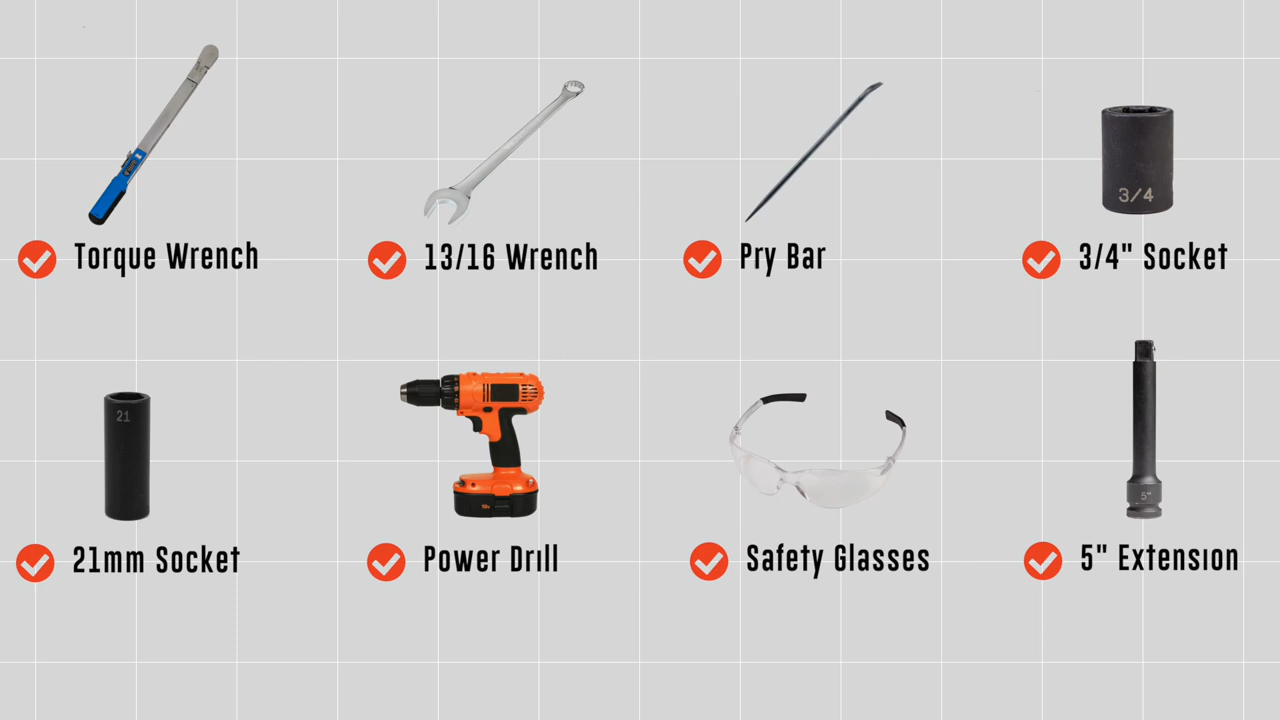 3/4
Torque Wrench
13/16 Wrench
Pry Bar
3/4" Socket
21
5"
21mm Socket
Power Drill
Safety Glasses
5" Extension